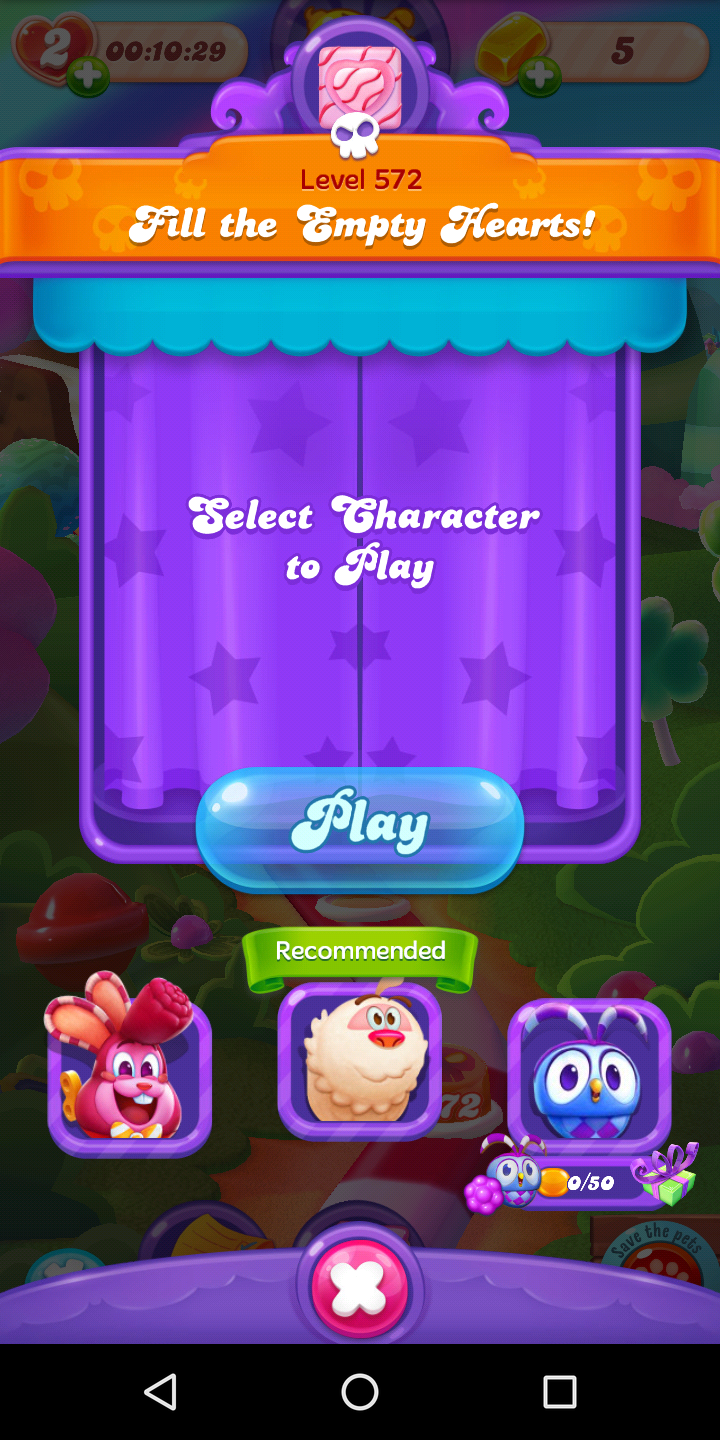 2
00:10:29
5
Level 572
Fill the Empty Hearts!
Select Character
to Play
Play
Recommended
72
0/50
Save the pets